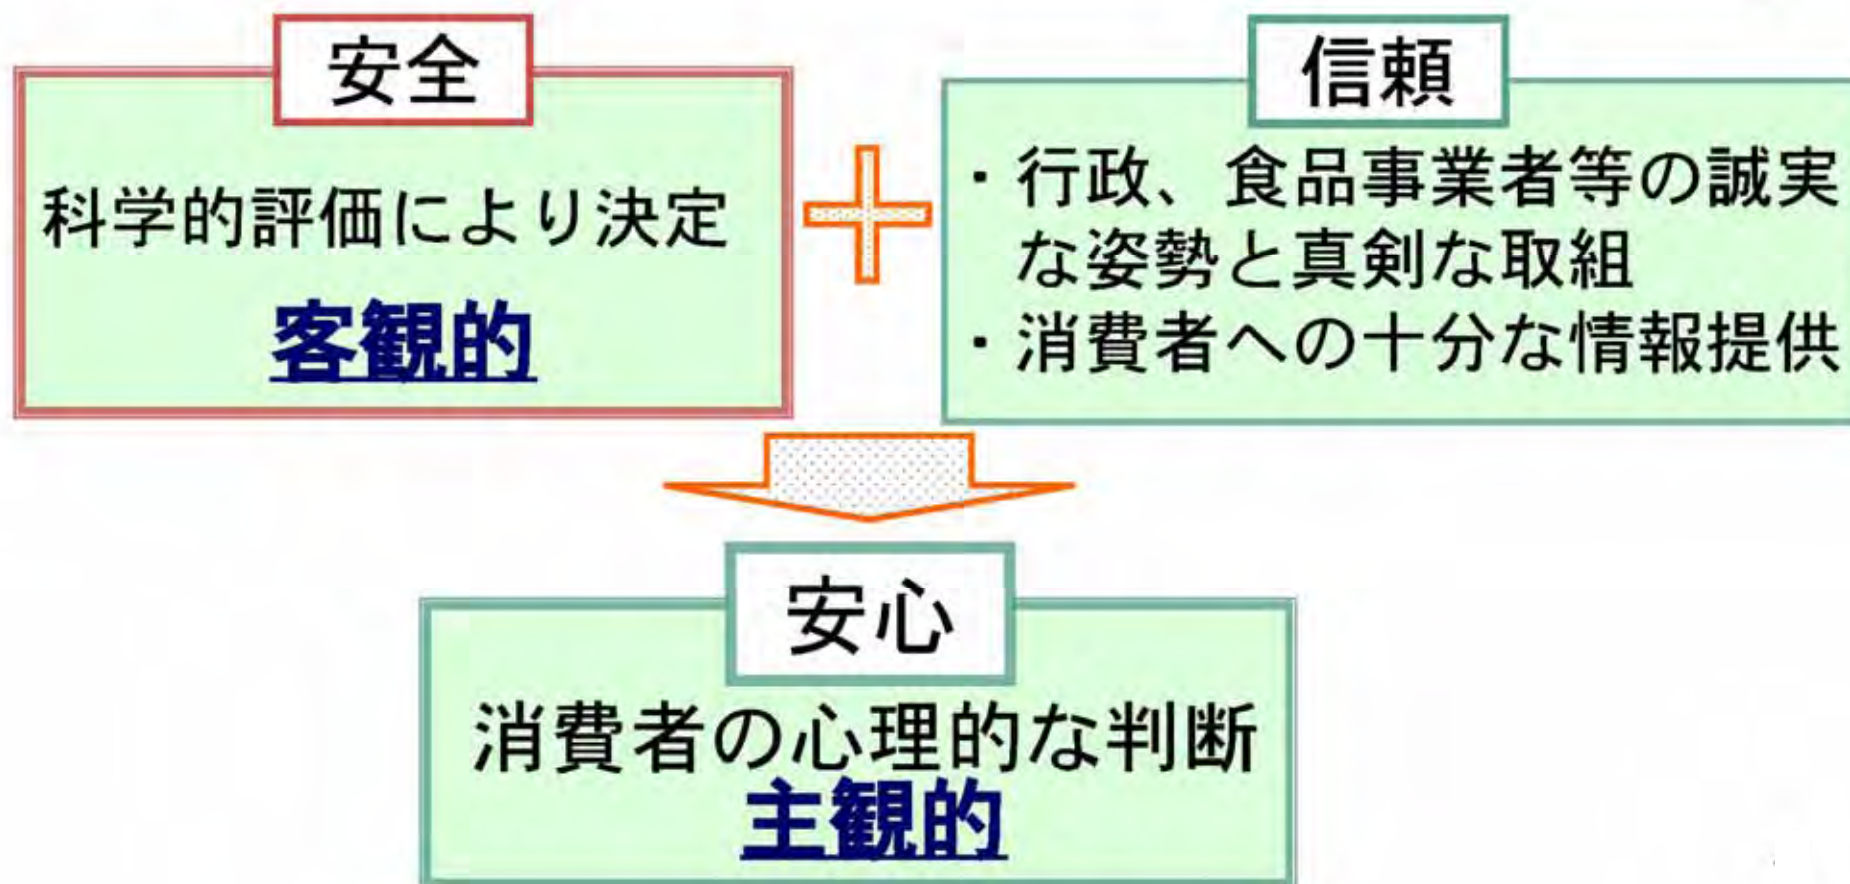 安全
科学的評価により決定
客観的
信頼
・行政、食品事業者等の誠実
な姿勢と真剣な取組
・消費者への十分な情報提供
安心
消費者の心理的な判断
主観的